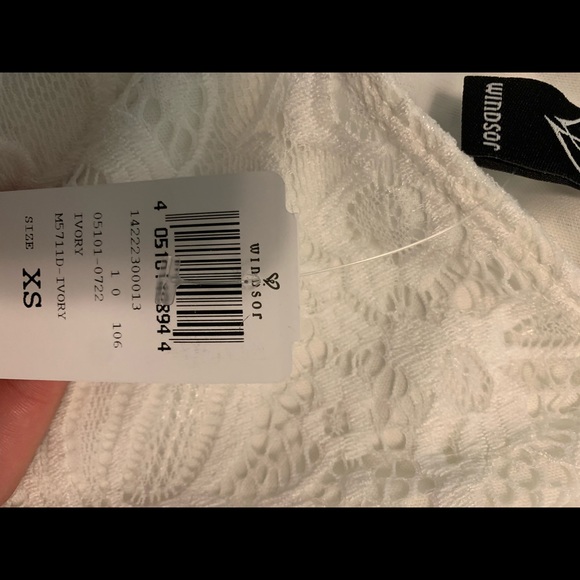 windsor
4 05101 894 4
14222300013
1 0 106
05101-0722
IVORY
M5711D-IVORY
SIZE XS
WINDSOR